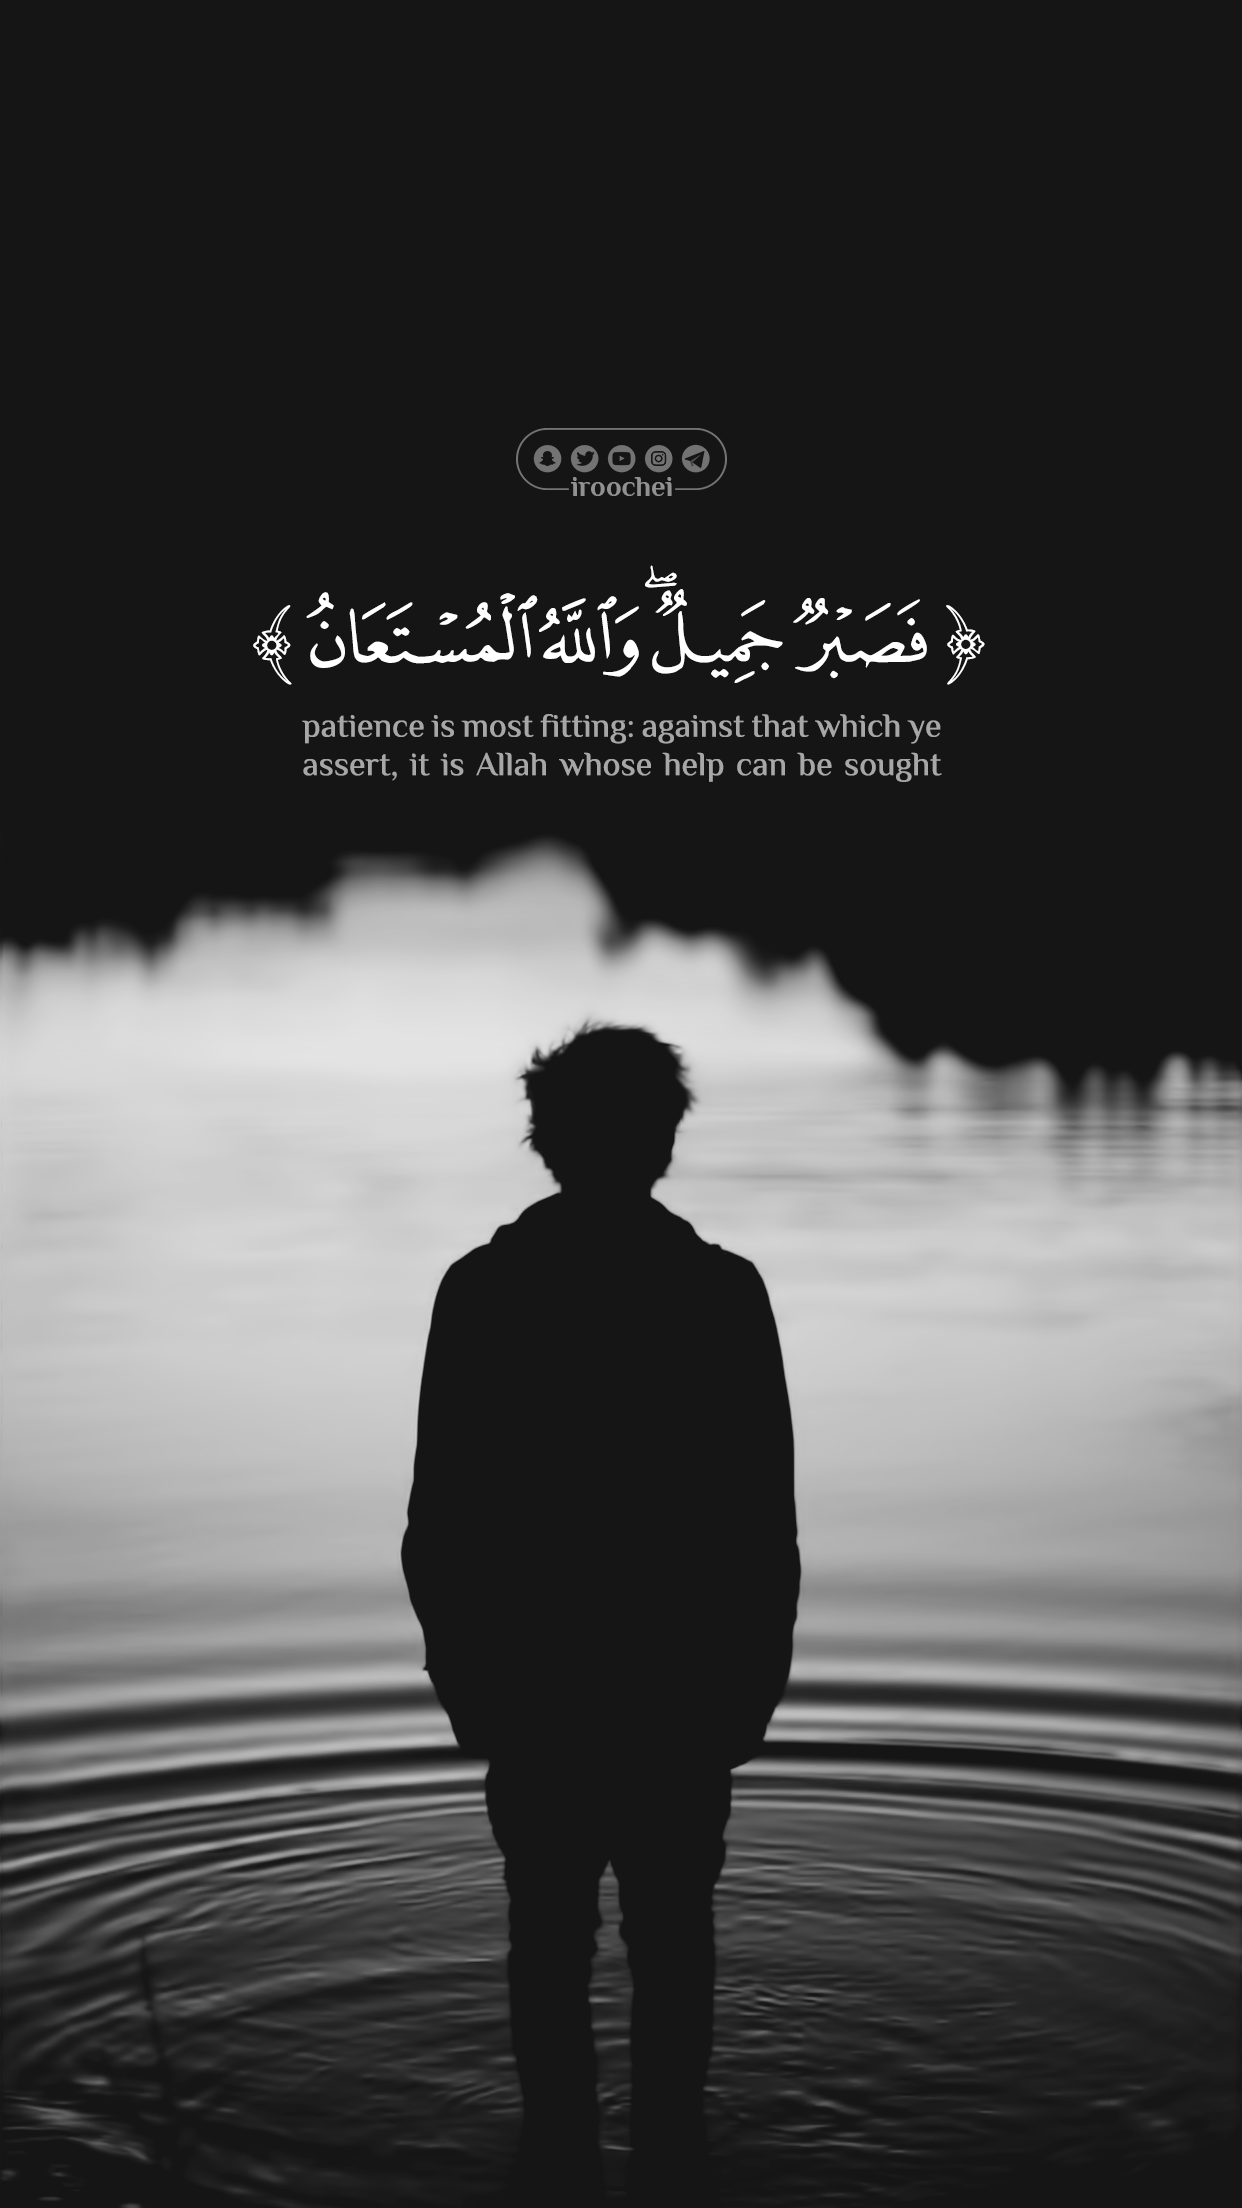 iroochei
﴿ فَصَبۡرٞ جَمِيلٞۖ وَٱللَّهُ ٱلۡمُسۡتَعَانُ ﴾
patience is most fitting: against that which ye
assert, it is Allah whose help can be sought